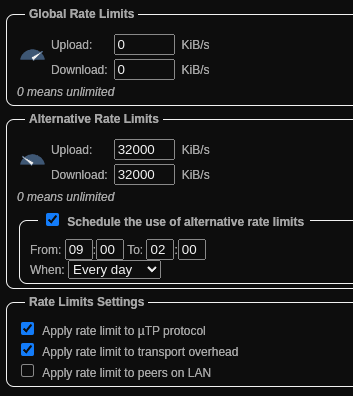 Global Rate Limits
Upload: 0 KiB/s
Download: 0 KiB/s
0 means unlimited
Alternative Rate Limits
Upload: 32000 KiB/s
Download: 32000 KiB/s
0 means unlimited
Schedule the use of alternative rate limits
From: 09:00 To: 02:00
When: Every day
Rate Limits Settings
Apply rate limit to µTP protocol
Apply rate limit to transport overhead
Apply rate limit to peers on LAN